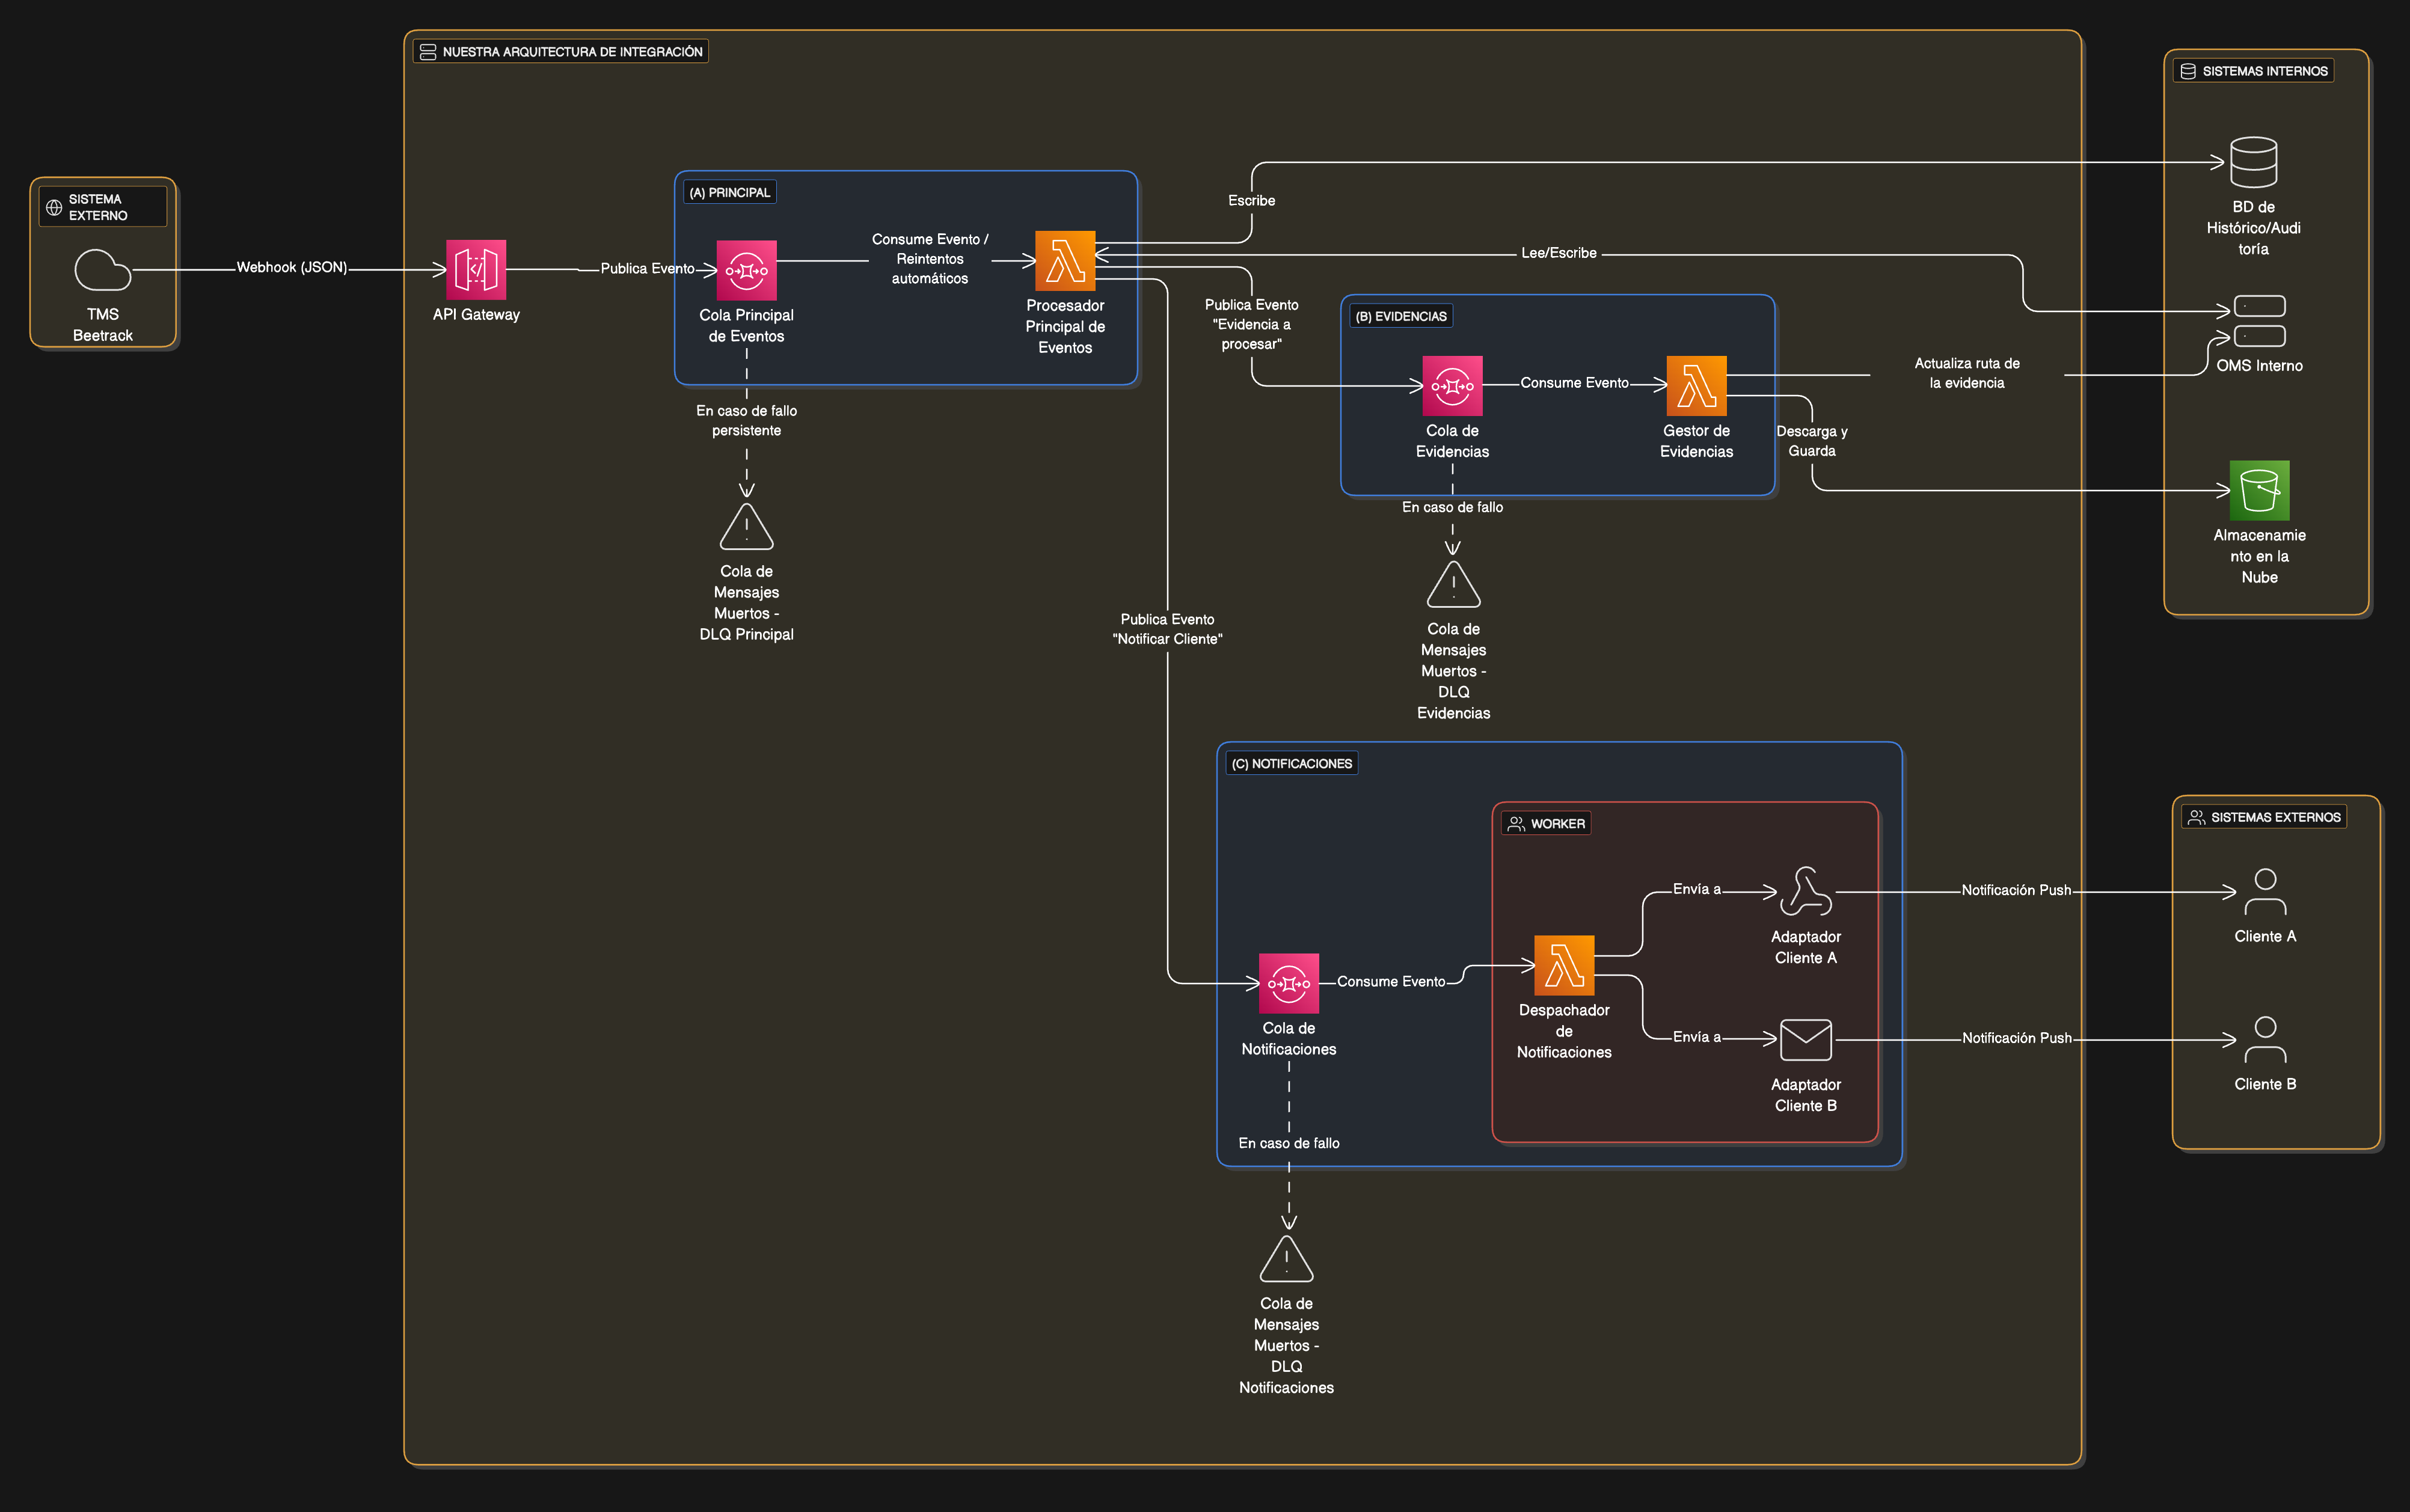 NUESTRA ARQUITECTURA DE INTEGRACIÓN
SISTEMA
EXTERNO
TMS
Beetrack
Webhook (JSON)
API Gateway
Publica Evento
(A) PRINCIPAL
Cola Principal
de Eventos
Consume Evento /
Reintentos
automáticos
Procesador
Principal de
Eventos
En caso de fallo
persistente
Cola de
Mensajes
Muertos -
DLQ Principal
Escribe
Lee/Escribe
Publica Evento
"Evidencia a
procesar"
Publica Evento
"Notificar Cliente"
(B) EVIDENCIAS
Cola de
Evidencias
Consume Evento
Gestor de
Evidencias
En caso de fallo
Cola de
Mensajes
Muertos -
DLQ
Evidencias
Actualiza ruta de
la evidencia
Descarga y
Guarda
SISTEMAS INTERNOS
BD de
Histórico/Audi
toría
OMS Interno
Almacenamie
nto en la
Nube
(C) NOTIFICACIONES
Cola de
Notificaciones
Consume Evento
WORKER
Despachador
de
Notificaciones
Envía a
Adaptador
Cliente A
Envía a
Adaptador
Cliente B
En caso de fallo
Cola de
Mensajes
Muertos -
DLQ
Notificaciones
Notificación Push
Notificación Push
SISTEMAS EXTERNOS
Cliente A
Cliente B